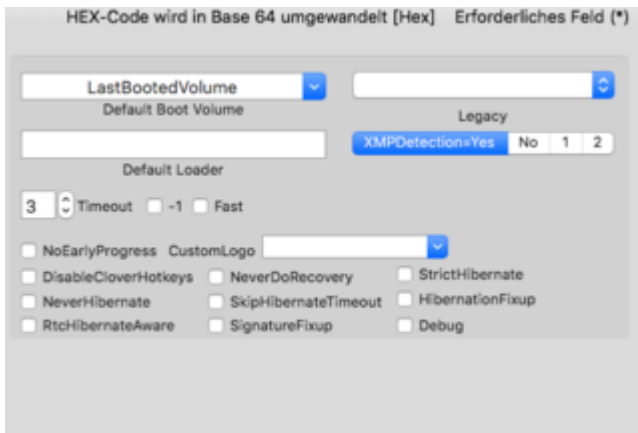 HEX-Code wird in Base 64 umgewandelt [Hex] Erforderliches Feld (*)
LastBootedVolume
Default Boot Volume
Legacy
XMPDetection=Yes No 1 2
Default Loader
3 Timeout -1 Fast
NoEarlyProgress CustomLogo
DisableCloverHotkeys NeverDoRecovery StrictHibernate
NeverHibernate SkipHibernateTimeout HibernationFixup
RtcHibernateAware SignatureFixup Debug